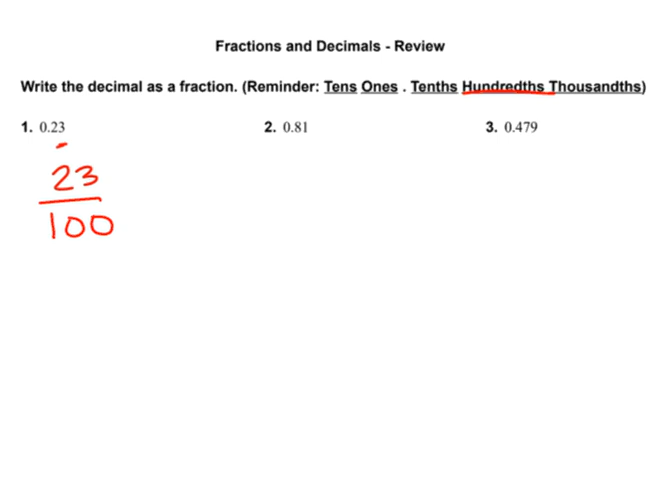 Fractions and Decimals - Review
Write the decimal as a fraction. (Reminder: Tens Ones . Tenths Hundredths Thousandths)
1. 0.23 2. 0.81 3. 0.479
23
100